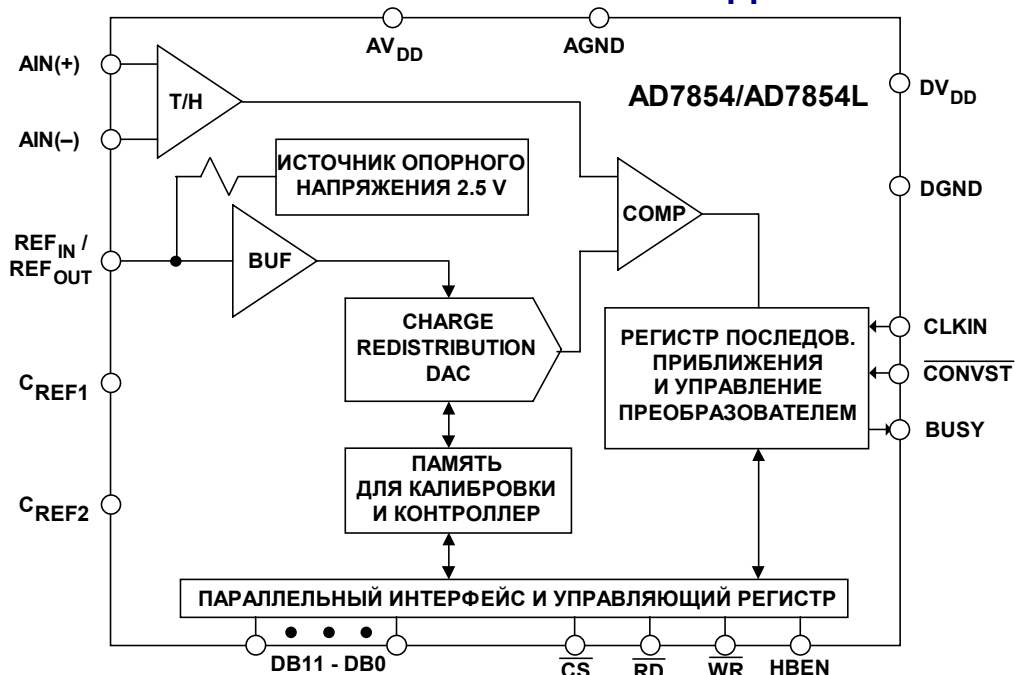 AV_DD
AGND
AIN(+)
T/H
AD7854/AD7854L
DV_DD
AIN(–)
ИСТОЧНИК ОПОРНОГО
НАПРЯЖЕНИЯ 2.5 V
COMP
DGND
REF_IN /
REF_OUT
BUF
CHARGE
REDISTRIBUTION
DAC
РЕГИСТР ПОСЛЕДОВ.
ПРИБЛИЖЕНИЯ
И УПРАВЛЕНИЕ
ПРЕОБРАЗОВАТЕЛЕМ
CLKIN
CONVST
BUSY
C_REF1
ПАМЯТЬ
ДЛЯ КАЛИБРОВКИ
И КОНТРОЛЛЕР
C_REF2
ПАРАЛЛЕЛЬНЫЙ ИНТЕРФЕЙС И УПРАВЛЯЮЩИЙ РЕГИСТР
DB11 - DB0
CS
RD
WR
HBEN